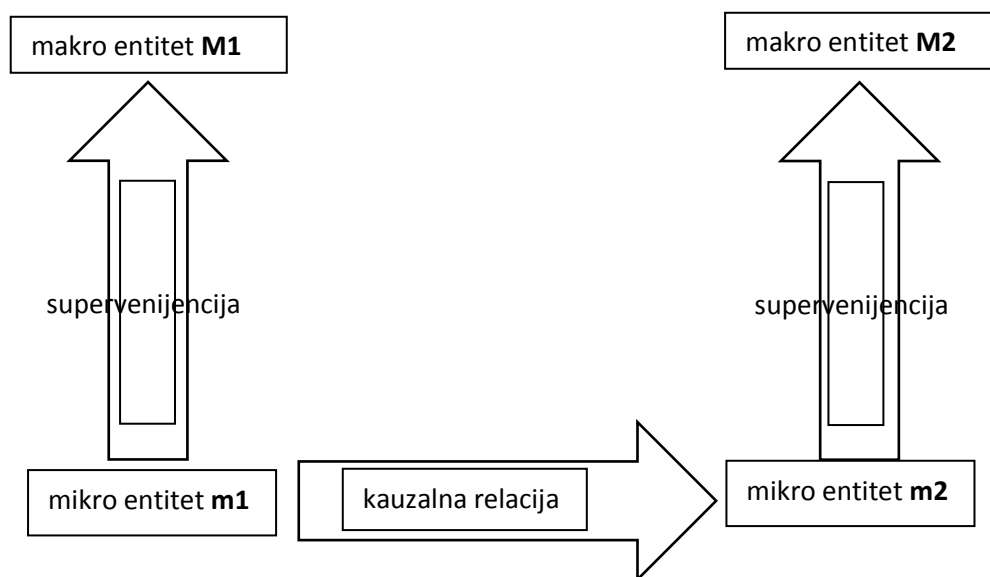 makro entitet M1
makro entitet M2
supervenijencija
supervenijencija
mikro entitet m1
kauzalna relacija
mikro entitet m2